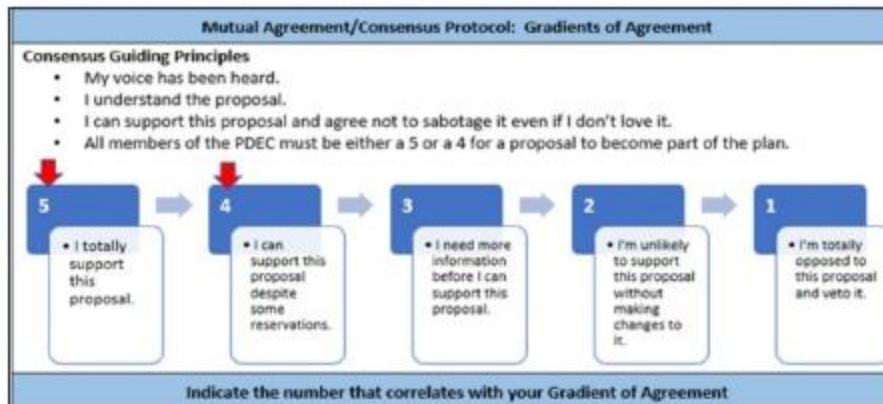 Mutual Agreement/Consensus Protocol: Gradients of Agreement
Consensus Guiding Principles
• My voice has been heard.
• I understand the proposal.
• I can support this proposal and agree not to sabotage it even if I don't love it.
• All members of the PDEC must be either a 5 or a 4 for a proposal to become part of the plan.
5
• I totally
support
this
proposal.
4
• I can
support this
proposal
despite
some
reservations.
3
• I need more
information
before I can
support this
proposal.
2
• I'm unlikely
to support
this proposal
without
making
changes to
it.
1
• I'm totally
opposed to
this proposal
and veto it.
Indicate the number that correlates with your Gradient of Agreement